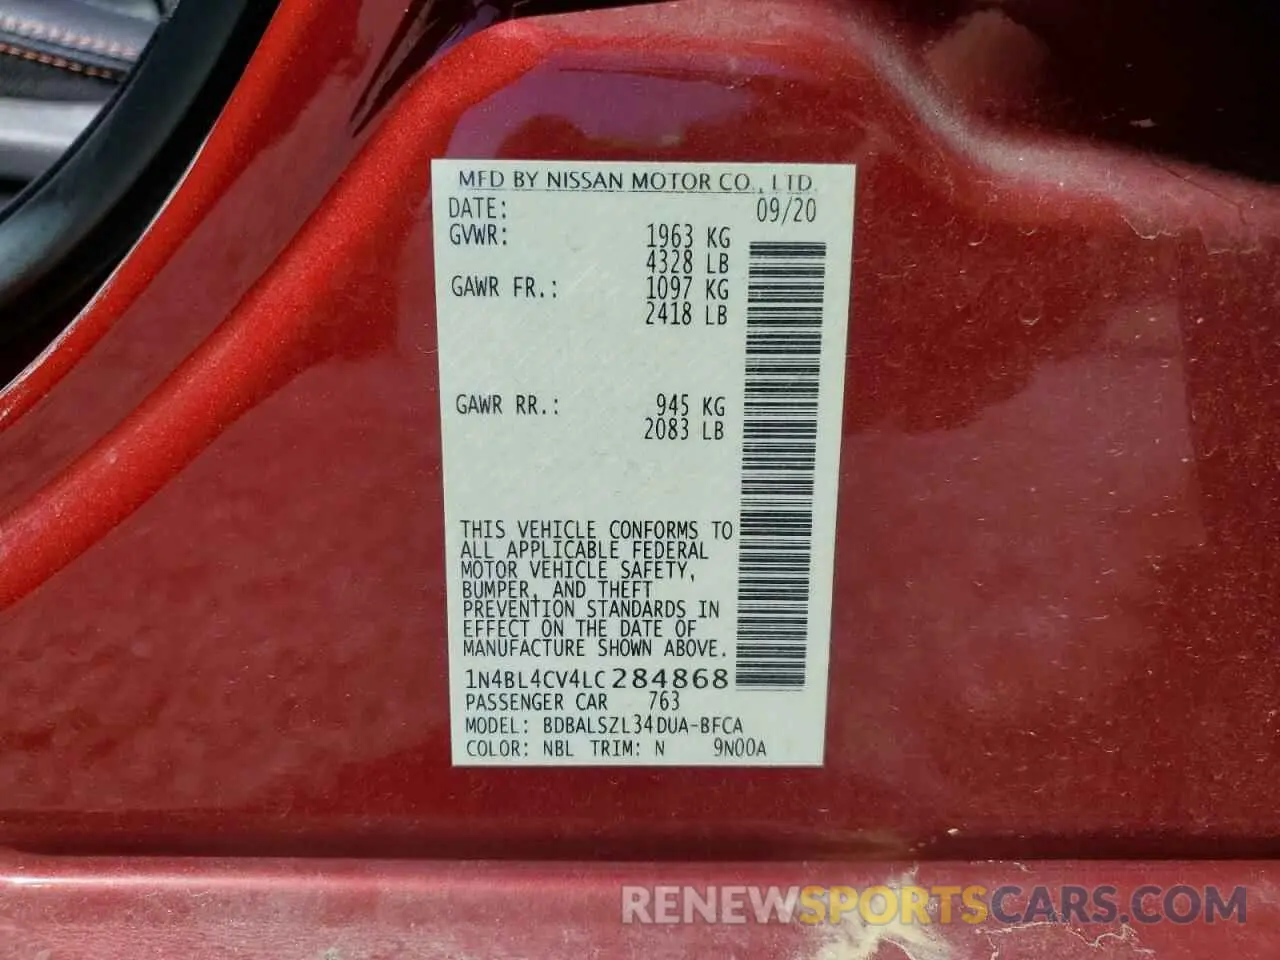 MFD BY NISSAN MOTOR CO., LTD.
DATE: 09/20
GVWR: 1963 KG
4328 LB
GAWR FR.: 1097 KG
2418 LB
GAWR RR.: 945 KG
2083 LB
THIS VEHICLE CONFORMS TO
ALL APPLICABLE FEDERAL
MOTOR VEHICLE SAFETY,
BUMPER, AND THEFT
PREVENTION STANDARDS IN
EFFECT ON THE DATE OF
MANUFACTURE SHOWN ABOVE.
1N4BL4CV4LC284868
PASSENGER CAR 763
MODEL: BDBALSZL34DUA-BFCA
COLOR: NBL TRIM: N 9N00A
RENEWSPORTSCARS.COM